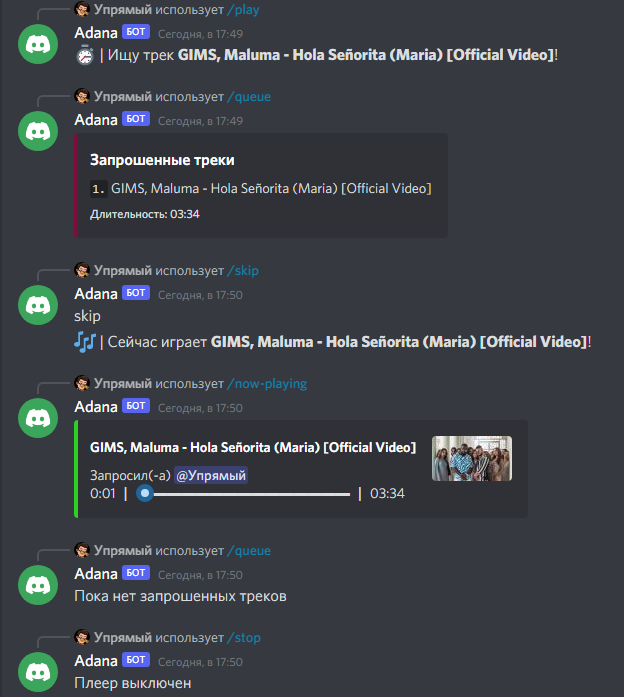 Упрямый использует /play
Adana БОТ Сегодня, в 17:49
| Ищу трек GIMS, Maluma - Hola Señorita (Maria) [Official Video]!
Упрямый использует /queue
Adana БОТ Сегодня, в 17:49
Запрошенные треки
1. GIMS, Maluma - Hola Señorita (Maria) [Official Video]
Длительность: 03:34
Упрямый использует /skip
Adana БОТ Сегодня, в 17:50
skip
| Сейчас играет GIMS, Maluma - Hola Señorita (Maria) [Official Video]!
Упрямый использует /now-playing
Adana БОТ Сегодня, в 17:50
GIMS, Maluma - Hola Señorita (Maria) [Official Video]
Запросил(-а) @Упрямый
0:01 | | 03:34
Упрямый использует /queue
Adana БОТ Сегодня, в 17:50
Пока нет запрошенных треков
Упрямый использует /stop
Adana БОТ Сегодня, в 17:50
Плеер выключен